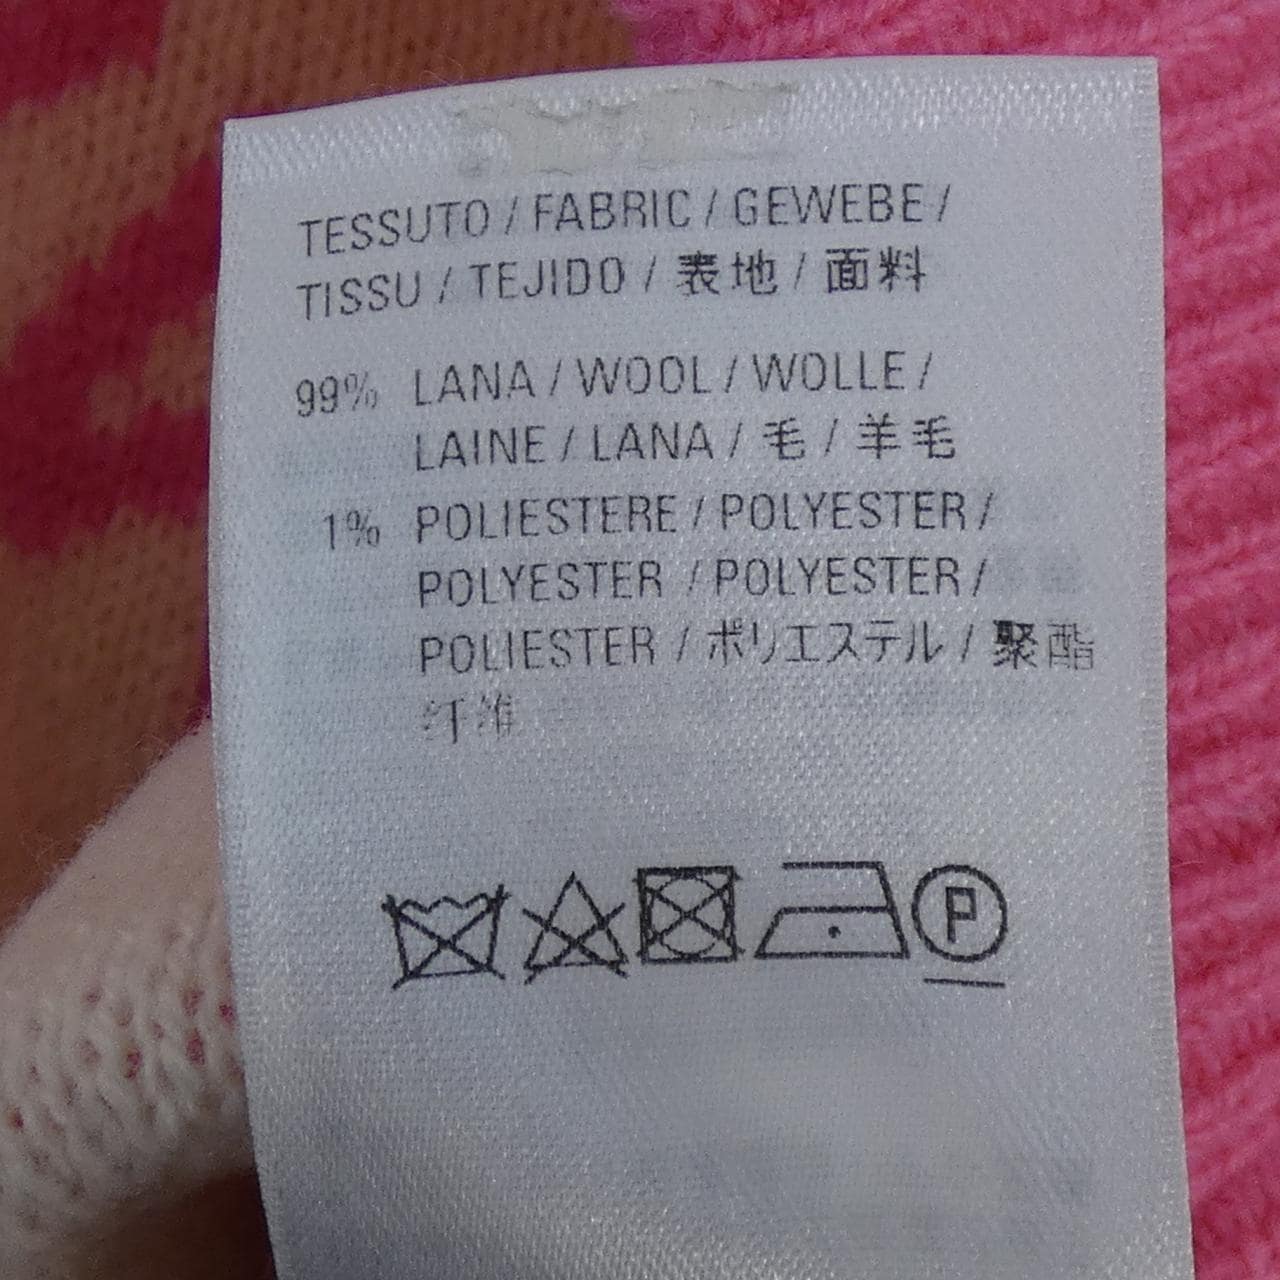 TESSUTO / FABRIC / GEWEBE /
TISSU / TEJIDO / 表地 / 面料
99% LANA / WOOL / WOLLE /
LAINE / LANA / 毛 / 羊毛
1% POLIESTERE / POLYESTER /
POLYESTER / POLYESTER /
POLIESTER / ポリエステル / 聚酯
纤维
P